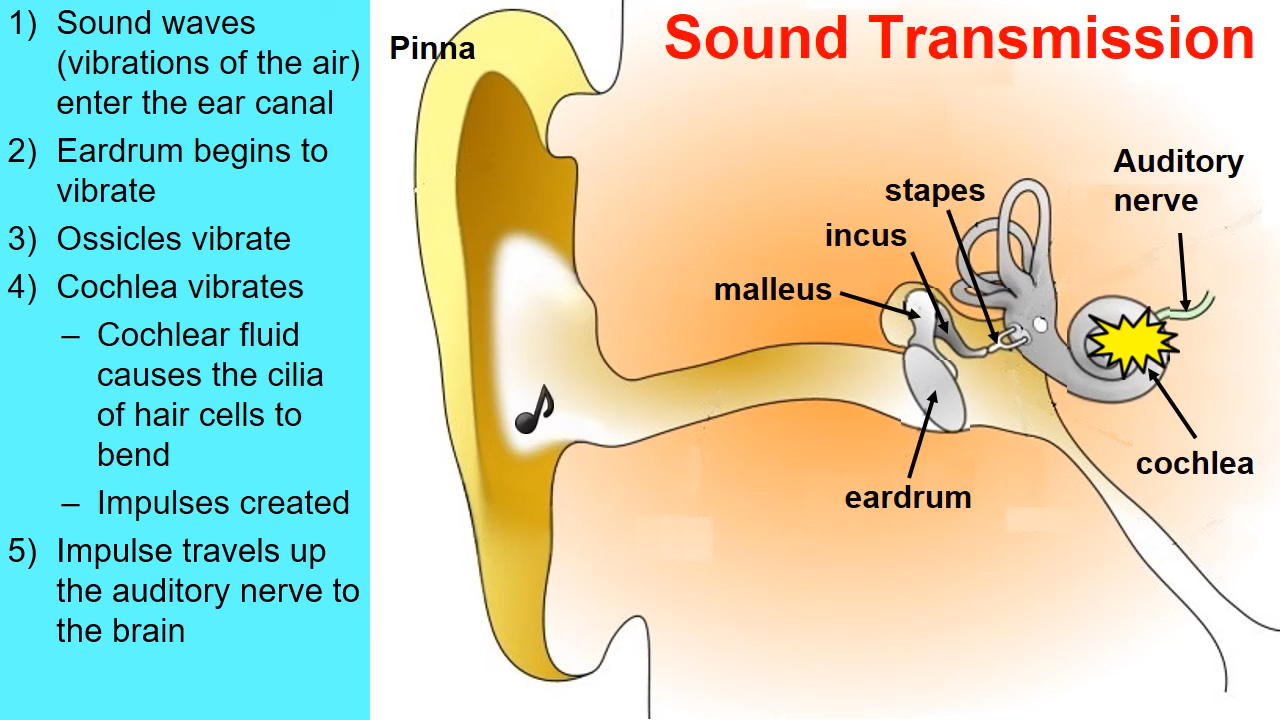 1) Sound waves
(vibrations of the air)
enter the ear canal
2) Eardrum begins to
vibrate
3) Ossicles vibrate
4) Cochlea vibrates
– Cochlear fluid
causes the cilia
of hair cells to
bend
– Impulses created
5) Impulse travels up
the auditory nerve to
the brain
Sound Transmission
Pinna
Auditory
nerve
stapes
incus
malleus
cochlea
eardrum